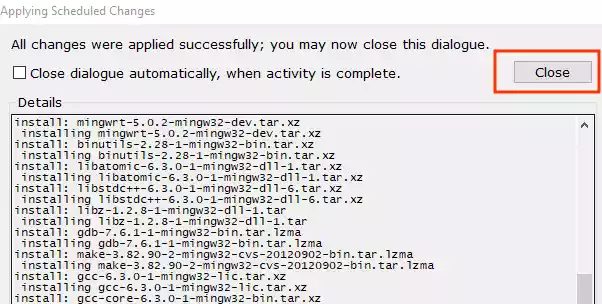 Applying Scheduled Changes
All changes were applied successfully; you may now close this dialogue.
Close dialogue automatically, when activity is complete.
Close
Details
install: mingwrt-5.0.2-mingw32-dev.tar.xz
installing mingwrt-5.0.2-mingw32-dev.tar.xz
install: binutils-2.28-1-mingw32-bin.tar.xz
installing binutils-2.28-1-mingw32-bin.tar.xz
install: libatomic-6.3.0-1-mingw32-dll-1.tar.xz
installing libatomic-6.3.0-1-mingw32-dll-1.tar.xz
install: libstdc++-6.3.0-1-mingw32-dll-6.tar.xz
installing libstdc++-6.3.0-1-mingw32-dll-6.tar.xz
install: libz-1.2.8-1-mingw32-dll-1.tar
installing libz-1.2.8-1-mingw32-dll-1.tar
install: gdb-7.6.1-1-mingw32-bin.tar.lzma
installing gdb-7.6.1-1-mingw32-bin.tar.lzma
install: make-3.82.90-2-mingw32-cvs-20120902-bin.tar.lzma
installing make-3.82.90-2-mingw32-cvs-20120902-bin.tar.lzma
install: gcc-6.3.0-1-mingw32-lic.tar.xz
installing gcc-6.3.0-1-mingw32-lic.tar.xz
install: gcc-core-6.3.0-1-mingw32-bin.tar.xz